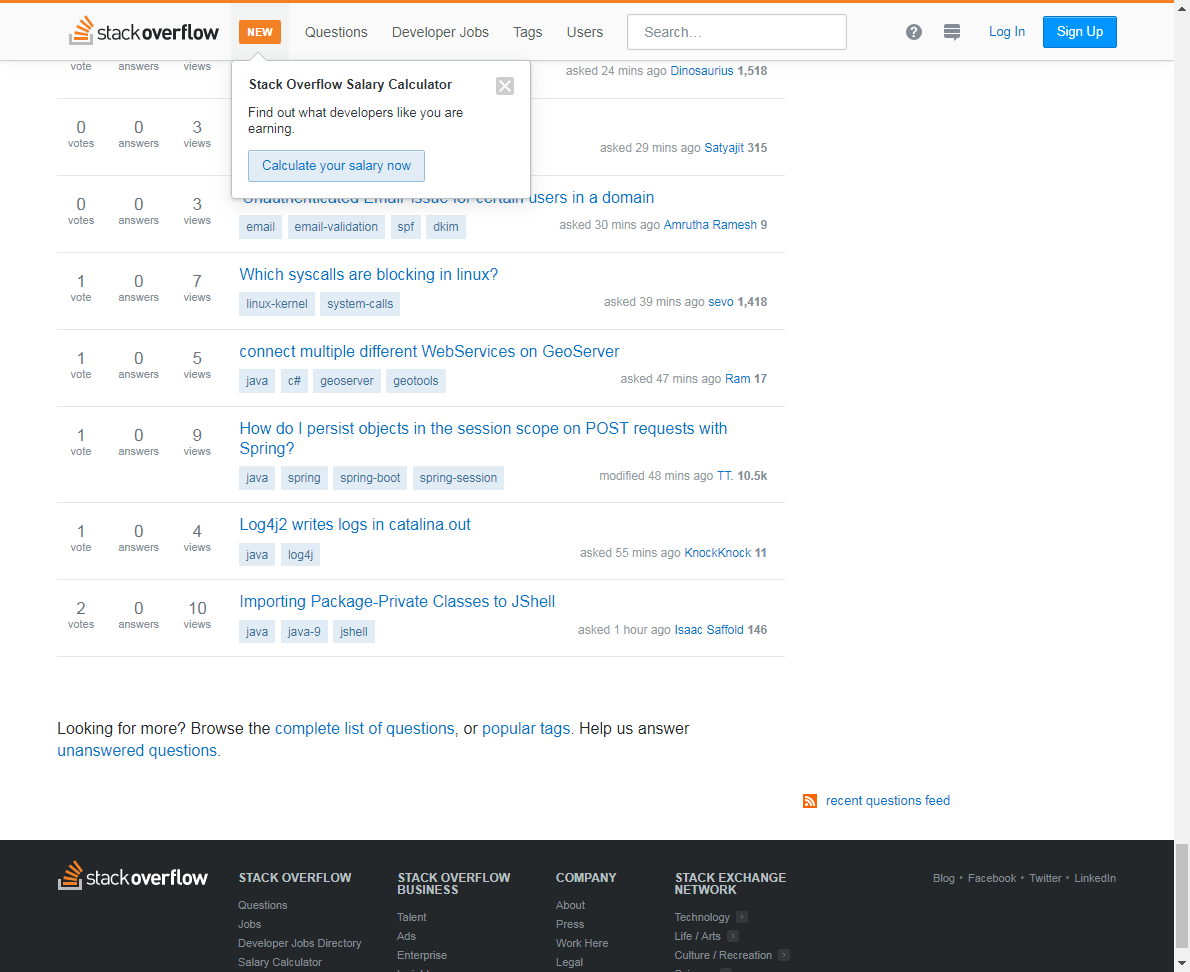 stackoverflow NEW Questions Developer Jobs Tags Users Search... ? Log In Sign Up
vote answers views asked 24 mins ago Dinosaurius 1,518
Stack Overflow Salary Calculator
Find out what developers like you are
earning.
Calculate your salary now
0 0 3
votes answers views asked 29 mins ago Satyajit 315
0 0 3 Unauthenticated Email issue for certain users in a domain
votes answers views email email-validation spf dkim asked 30 mins ago Amrutha Ramesh 9
1 0 7 Which syscalls are blocking in linux?
vote answers views linux-kernel system-calls asked 39 mins ago sevo 1,418
1 0 5 connect multiple different WebServices on GeoServer
vote answers views java c# geoserver geotools asked 47 mins ago Ram 17
1 0 9 How do I persist objects in the session scope on POST requests with
Spring?
vote answers views java spring spring-boot spring-session modified 48 mins ago TT. 10.5k
1 0 4 Log4j2 writes logs in catalina.out
vote answers views java log4j asked 55 mins ago KnockKnock 11
2 0 10 Importing Package-Private Classes to JShell
votes answers views java java-9 jshell asked 1 hour ago Isaac Saffold 146
Looking for more? Browse the complete list of questions, or popular tags. Help us answer
unanswered questions.
recent questions feed
stackoverflow
STACK OVERFLOW
Questions
Jobs
Developer Jobs Directory
Salary Calculator
STACK OVERFLOW
BUSINESS
Talent
Ads
Enterprise
COMPANY
About
Press
Work Here
Legal
STACK EXCHANGE
NETWORK
Technology
Life / Arts
Culture / Recreation
Blog • Facebook • Twitter • LinkedIn